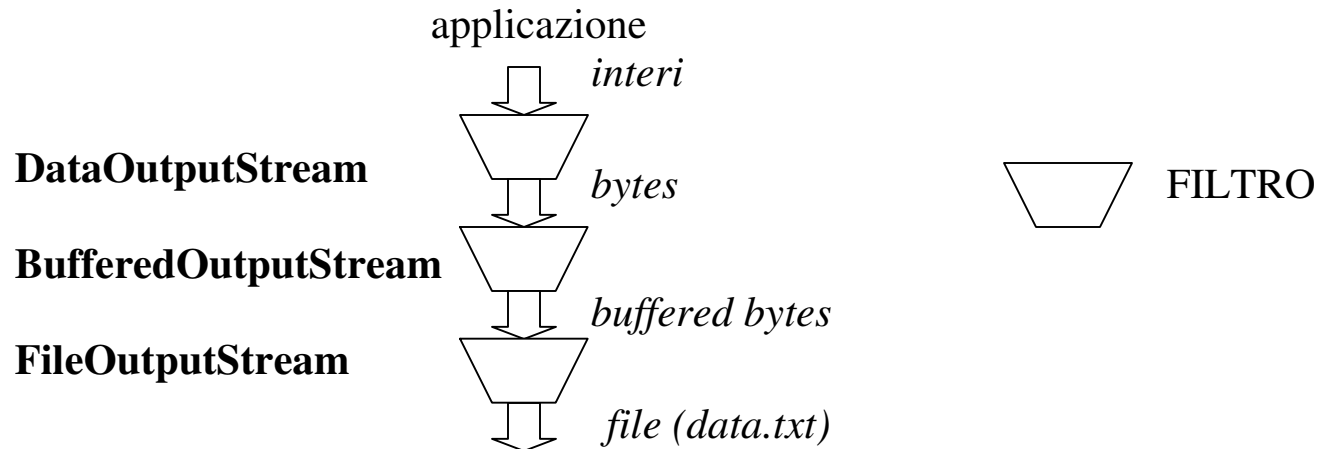 applicazione
interi
DataOutputStream
bytes
FILTRO
BufferedOutputStream
buffered bytes
FileOutputStream
file (data.txt)